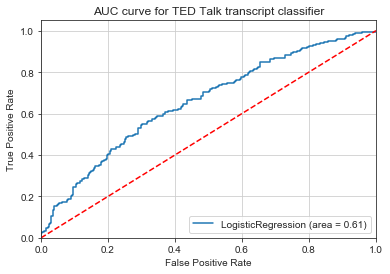 AUC curve for TED Talk transcript classifier
True Positive Rate
1.0
0.8
0.6
0.4
0.2
0.0
LogisticRegression (area = 0.61)
0.0 0.2 0.4 0.6 0.8 1.0
False Positive Rate